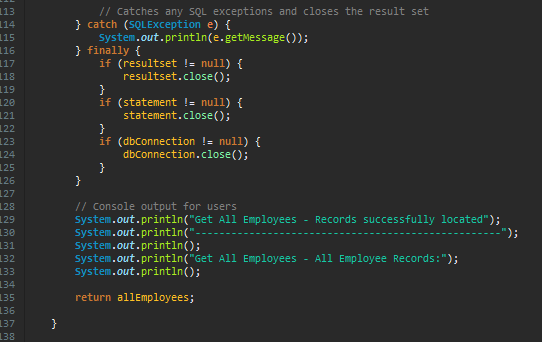 112
113 // Catches any SQL exceptions and closes the result set
114 } catch (SQLException e) {
115 System.out.println(e.getMessage());
116 } finally {
117 if (resultset != null) {
118 resultset.close();
119 }
120 if (statement != null) {
121 statement.close();
122 }
123 if (dbConnection != null) {
124 dbConnection.close();
125 }
126 }
127
128 // Console output for users
129 System.out.println("Get All Employees - Records successfully located");
130 System.out.println("---------------------------------------------------");
131 System.out.println();
132 System.out.println("Get All Employees - All Employee Records:");
133 System.out.println();
134
135 return allEmployees;
136
137 }
138